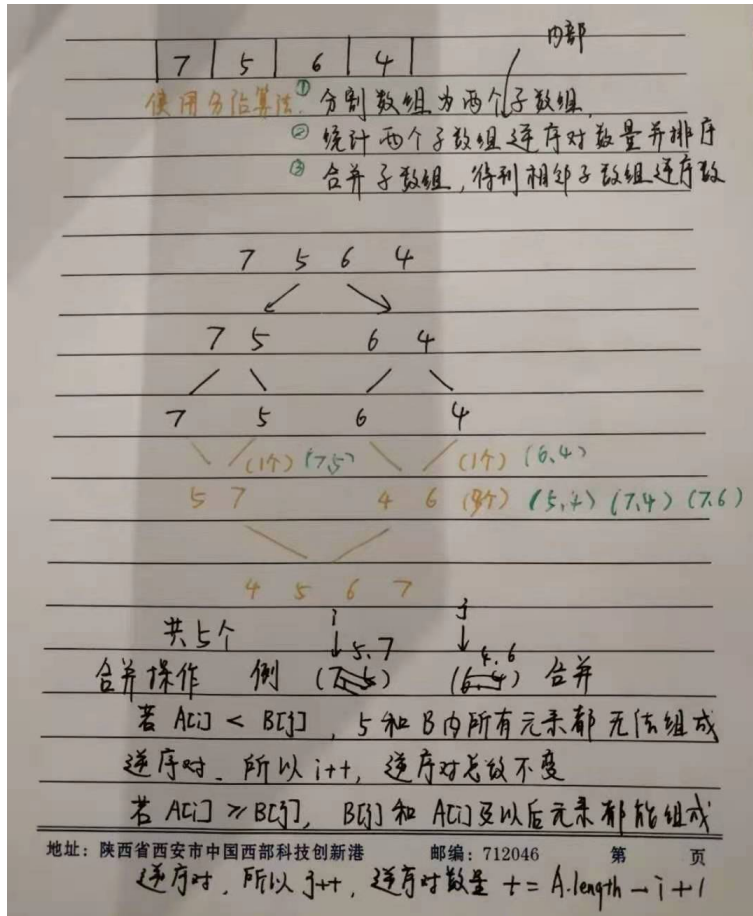 内部
7 5 6 4
使用分治算法. ① 分割数组为两个子数组.
② 统计两个子数组逆序对数量并排序
③ 合并子数组,得到相邻子数组逆序数
7 5 6 4
7 5 6 4
7 5 6 4
(1个) (7,5) (1个) (6,4)
5 7 4 6 (3个) (5,4) (7,4) (7,6)
4 5 6 7
共5个 i j
5,7 4,6
合并操作 例 (7,5) (6,4) 合并
若 A[i] < B[j], 5和B内所有元素都无法组成
逆序对. 所以 i++, 逆序对总数不变
若 A[i] ≥ B[j], B[j] 和 A[i]及以后元素都能组成
地址:陕西省西安市中国西部科技创新港 邮编:712046 第 页
逆序对, 所以 j++, 逆序对数量 += A.length - i + 1